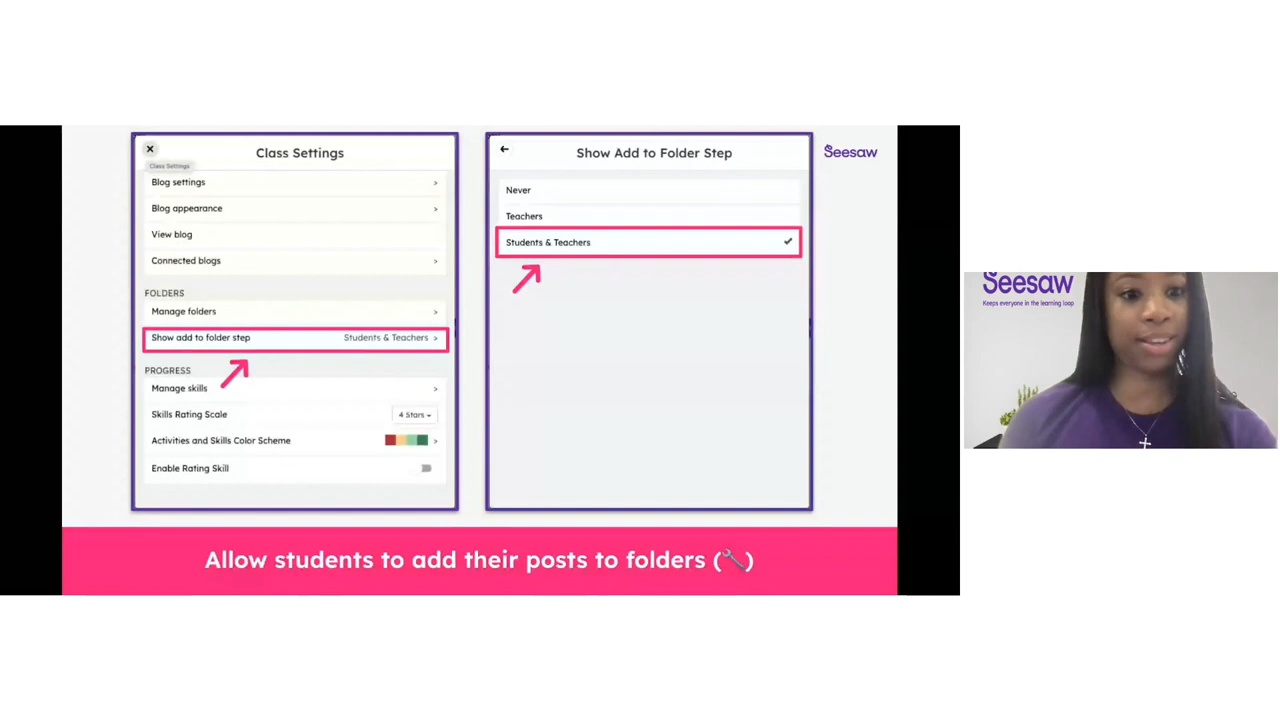 Class Settings
Class Settings
Blog settings
Blog appearance
View blog
Connected blogs
FOLDERS
Manage folders
Show add to folder step Students & Teachers
PROGRESS
Manage skills
Skills Rating Scale 4 Stars
Activities and Skills Color Scheme
Enable Rating Skill
Show Add to Folder Step
Never
Teachers
Students & Teachers
Seesaw
Allow students to add their posts to folders (🔧)
Seesaw
Keeps everyone in the learning loop